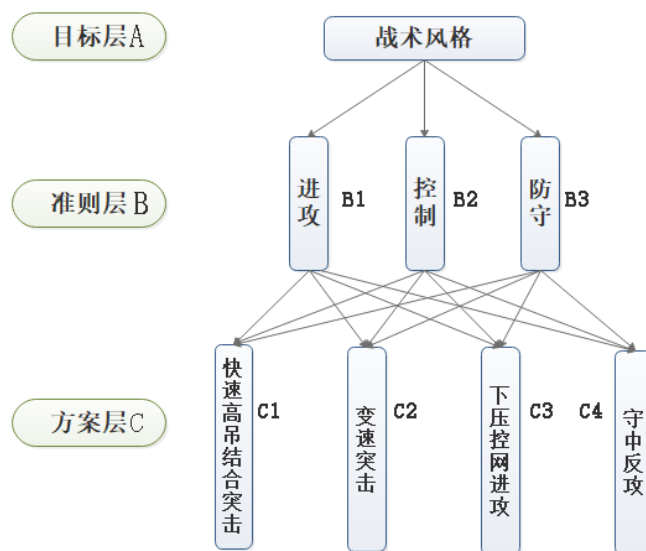 目标层A
战术风格
准则层B
进攻
B1
控制
B2
防守
B3
方案层C
快速高吊结合突击
C1
变速突击
C2
下压控网进攻
C3
C4
守中反攻